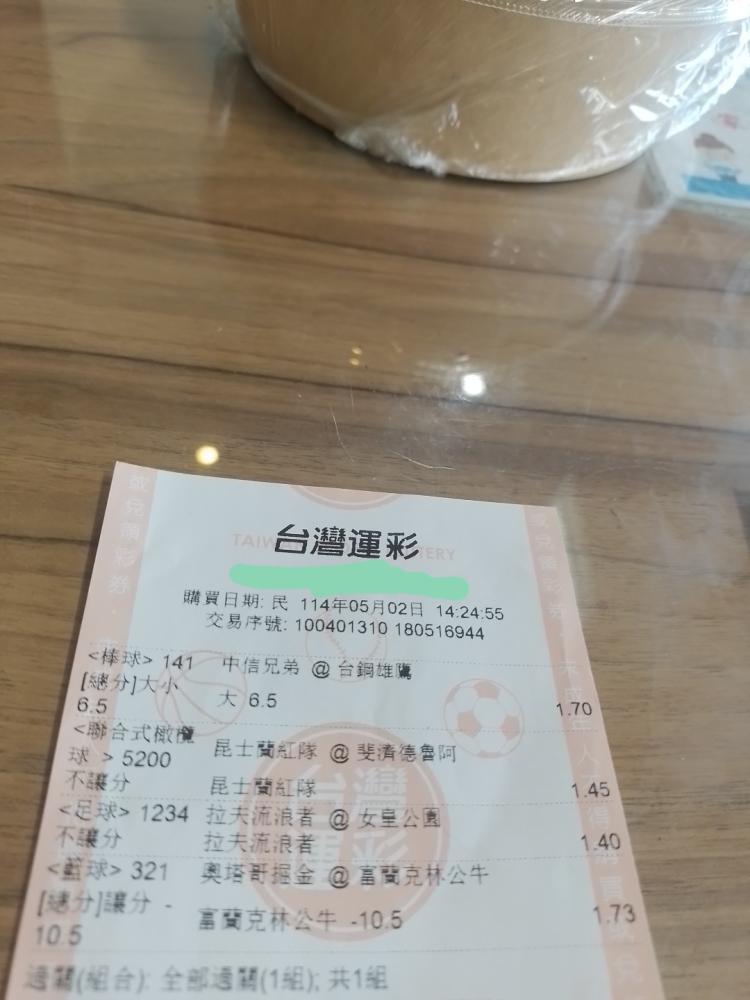 台灣運彩
TAIW TERY
購買日期: 民 114年05月02日 14:24:55
交易序號: 100401310 180516944
<棒球> 141 中信兄弟 @ 台鋼雄鷹
[總分]大小 大 6.5
6.5 1.70
<聯合式橄欖
球 > 5200 昆士蘭紅隊 @ 斐濟德魯阿
不讓分 昆士蘭紅隊 1.45
<足球> 1234 拉夫流浪者 @ 女皇公園
不讓分 拉夫流浪者 1.40
<籃球> 321 奧塔哥掘金 @ 富蘭克林公牛
[總分]讓分 - 富蘭克林公牛 -10.5 1.73
10.5
過關(組合): 全部過關(1組); 共1組
台灣
運彩